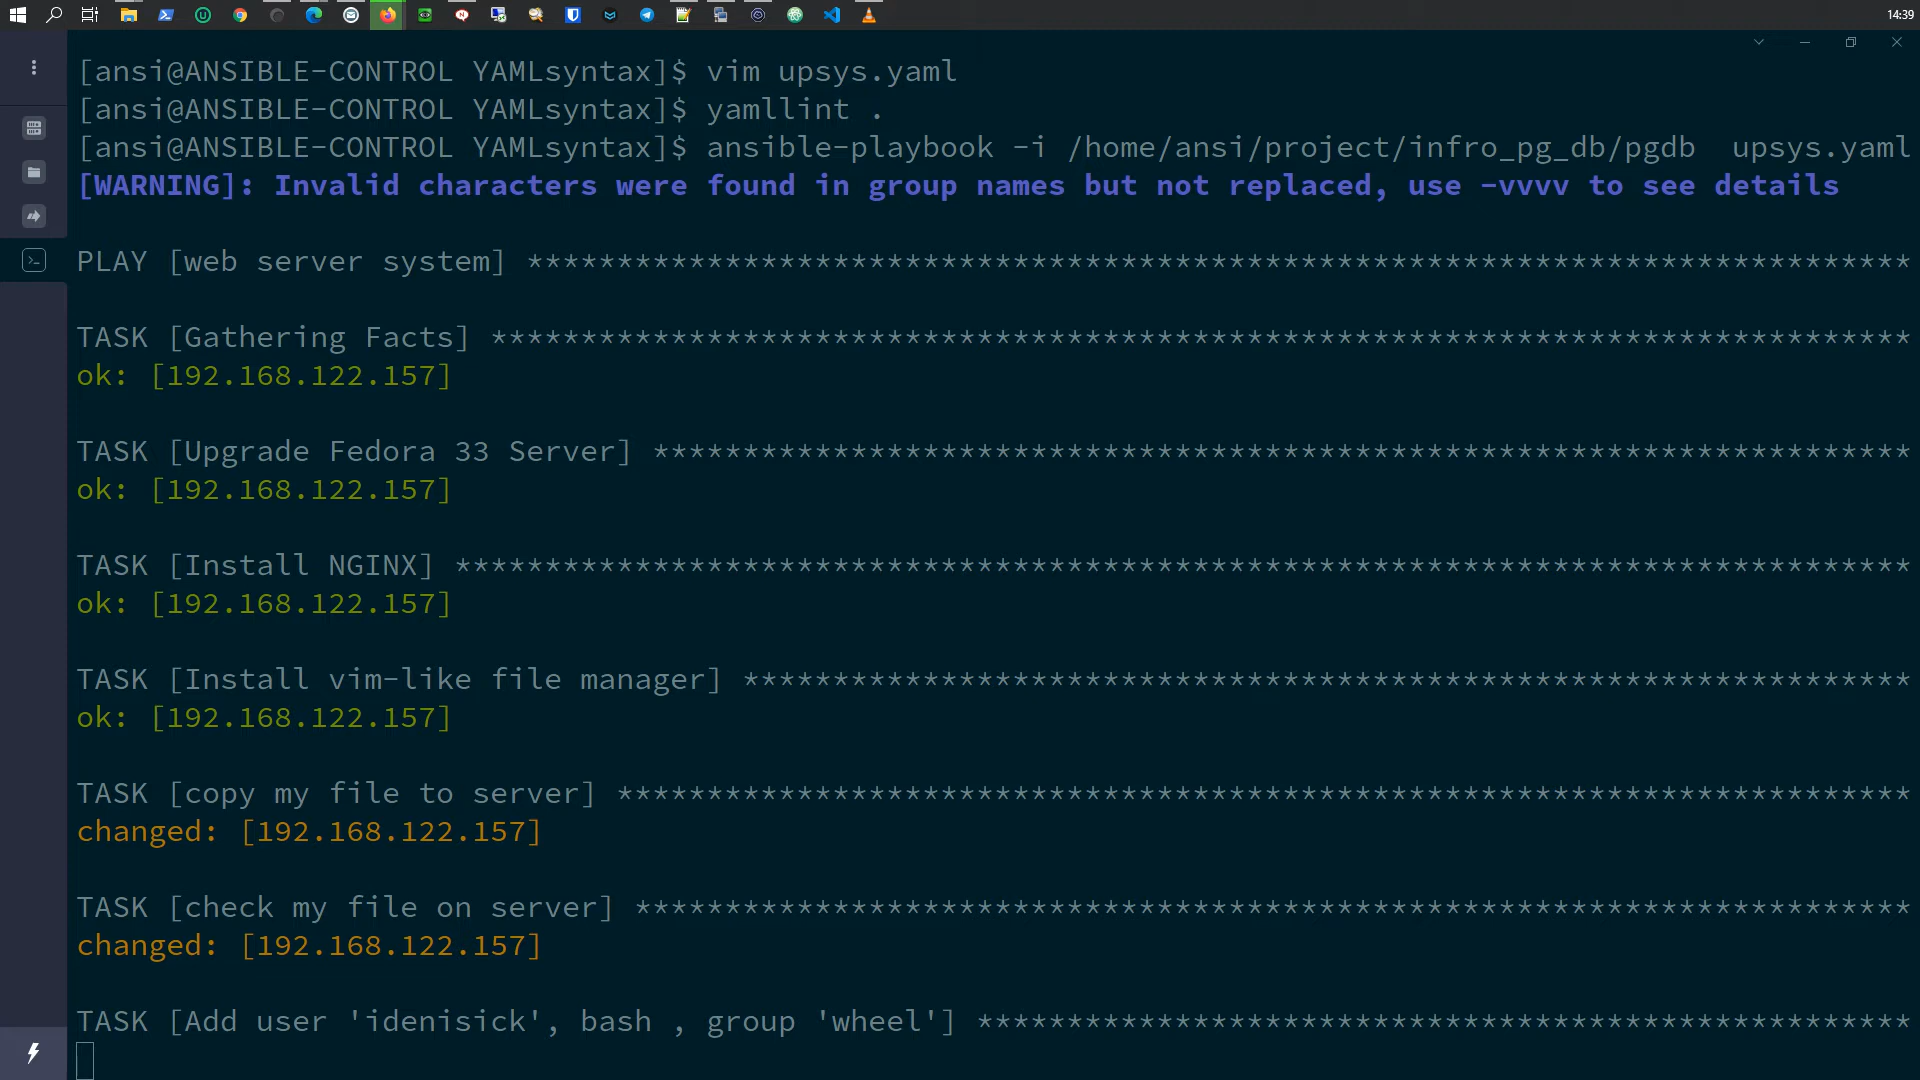 14:39
[ansi@ANSIBLE-CONTROL YAMLsyntax]$ vim upsys.yaml
[ansi@ANSIBLE-CONTROL YAMLsyntax]$ yamllint .
[ansi@ANSIBLE-CONTROL YAMLsyntax]$ ansible-playbook -i /home/ansi/project/infro_pg_db/pgdb  upsys.yaml
[WARNING]: Invalid characters were found in group names but not replaced, use -vvvv to see details
PLAY [web server system] *****************************************************************************
TASK [Gathering Facts] *******************************************************************************
ok: [192.168.122.157]
TASK [Upgrade Fedora 33 Server] **********************************************************************
ok: [192.168.122.157]
TASK [Install NGINX] *********************************************************************************
ok: [192.168.122.157]
TASK [Install vim-like file manager] *****************************************************************
ok: [192.168.122.157]
TASK [copy my file to server] ************************************************************************
changed: [192.168.122.157]
TASK [check my file on server] ***********************************************************************
changed: [192.168.122.157]
TASK [Add user 'idenisick', bash , group 'wheel'] ****************************************************